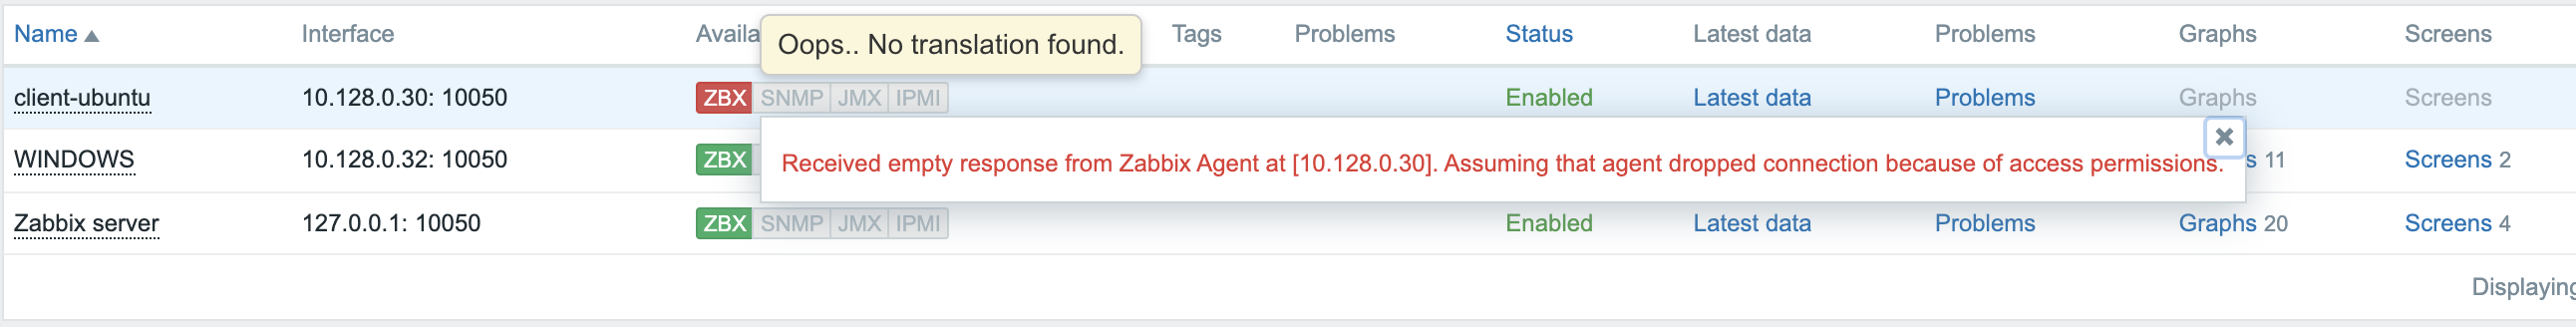 Name ▲ Interface Availa Tags Problems Status Latest data Problems Graphs Screens
Oops.. No translation found.
client-ubuntu 10.128.0.30: 10050 ZBX SNMP JMX IPMI Enabled Latest data Problems Graphs Screens
WINDOWS 10.128.0.32: 10050 ZBX s 11 Screens 2
Received empty response from Zabbix Agent at [10.128.0.30]. Assuming that agent dropped connection because of access permissions.
Zabbix server 127.0.0.1: 10050 ZBX SNMP JMX IPMI Enabled Latest data Problems Graphs 20 Screens 4
Displaying